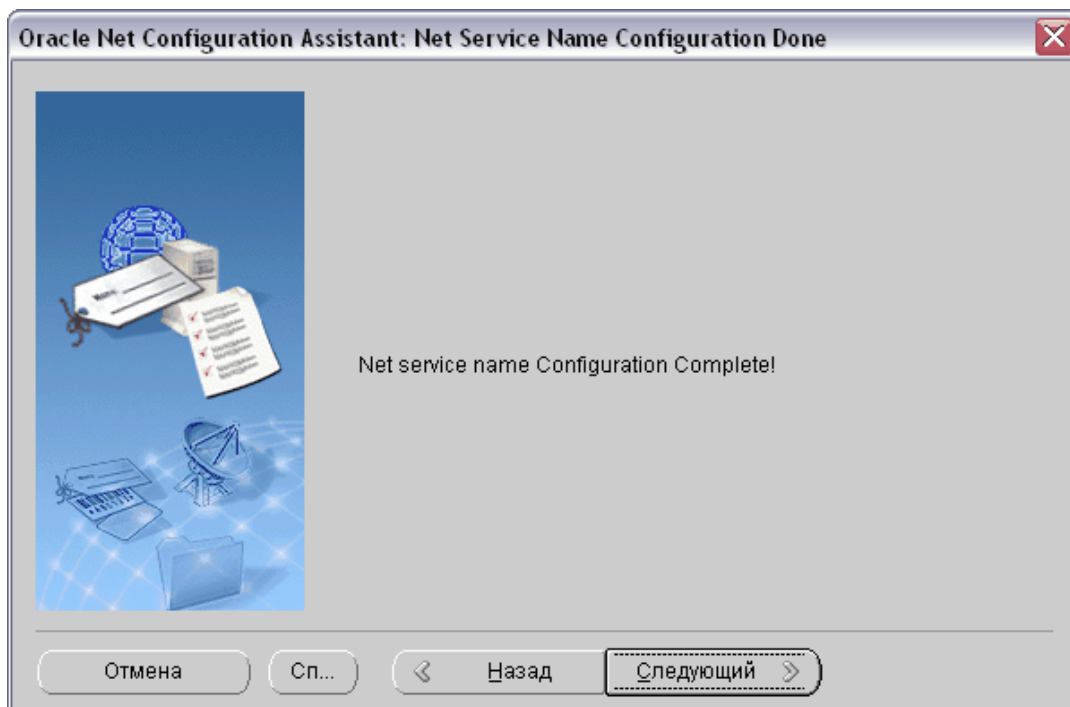 Oracle Net Configuration Assistant: Net Service Name Configuration Done
Net service name Configuration Complete!
Отмена
Сп...
Назад
Следующий